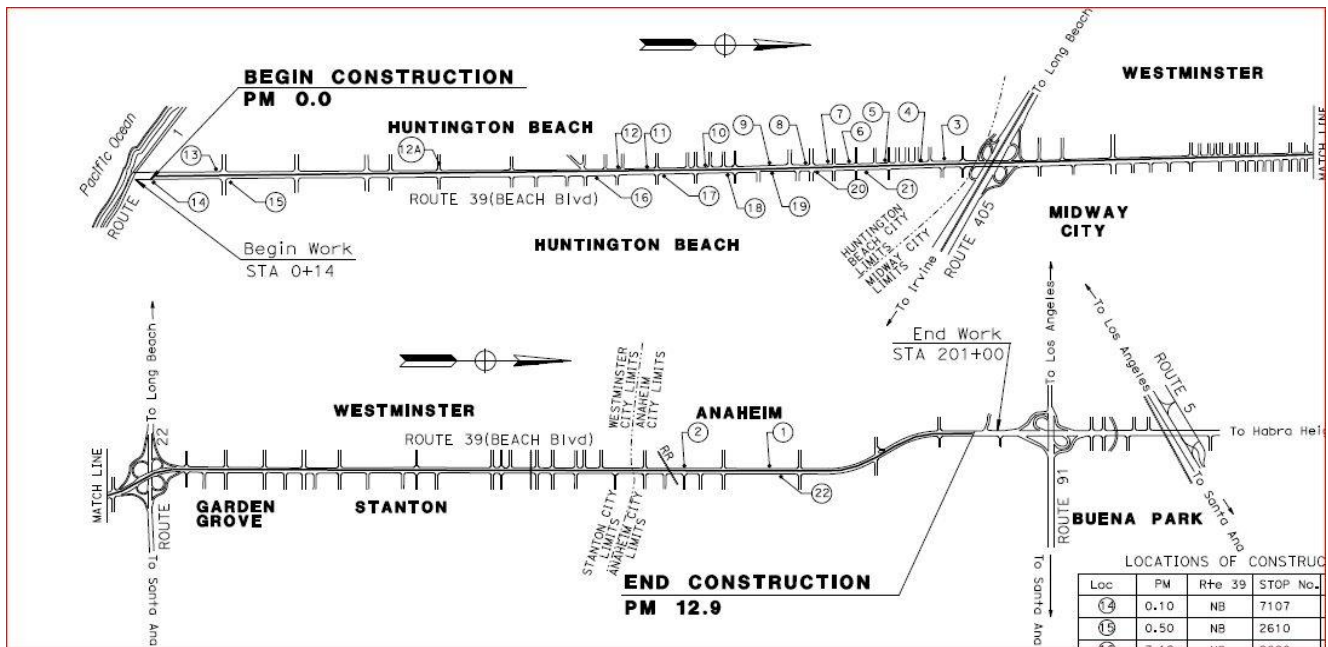 BEGIN CONSTRUCTION
PM 0.0
WESTMINSTER
To Long Beach
Pacific Ocean
ROUTE 1
HUNTINGTON BEACH
13
12A
12
11
10
9
8
7
6
5
4
3
MATCH LINE
14
15
ROUTE 39(BEACH Blvd)
16
17
18
19
20
21
HUNTINGTON BEACH
HUNTINGTON
BEACH CITY
LIMITS
MIDWAY CITY
LIMITS
To Irvine
ROUTE 405
MIDWAY
CITY
Begin Work
STA 0+14
To Long Beach
WESTMINSTER
ROUTE 39(BEACH Blvd)
WESTMINSTER
CITY LIMITS
ANAHEIM
CITY LIMITS
ANAHEIM
End Work
STA 201+00
To Los Angeles
To Los Angeles
ROUTE 5
To Habra Hei
MATCH LINE
ROUTE 22
RR
2
1
22
GARDEN
GROVE
STANTON
STANTON CITY
LIMITS
ANAHEIM CITY
LIMITS
To Santa Ana
END CONSTRUCTION
PM 12.9
ROUTE 91
BUENA PARK
To Santa Ana
To Santa Ana
LOCATIONS OF CONSTRUC
Loc PM Rte 39 STOP No.
14 0.10 NB 7107
15 0.50 NB 2610